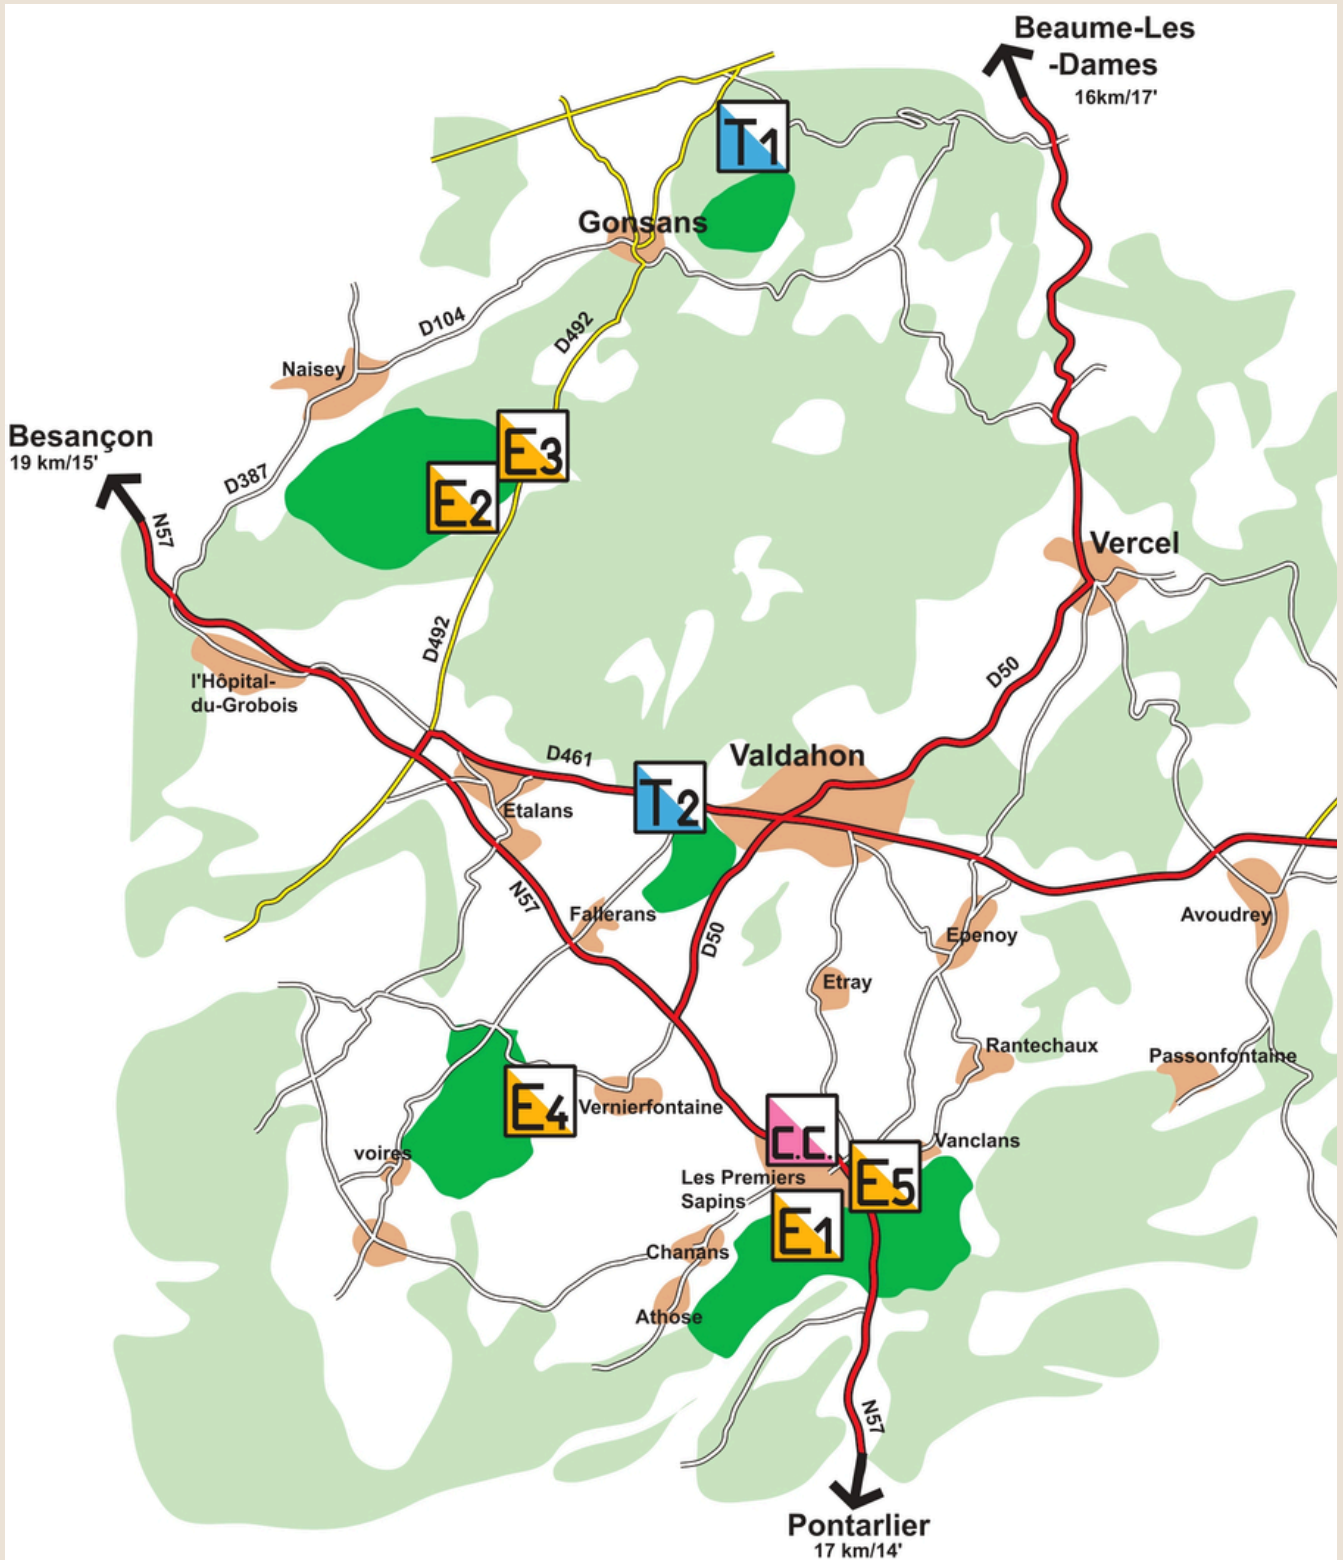 Beaume-Les
-Dames
16km/17'
T1
Gonsans
D104
D492
Naisey
E3
Besançon
19 km/15'
D387
E2
N57
Vercel
D492
D50
l'Hôpital-
du-Grobois
D461
Valdahon
T2
Etalans
N57
Fallerans
D50
Avoudrey
Epenoy
Etray
Rantechaux
Passonfontaine
E4
Vernierfontaine
C.C.
Vanclans
voires
Les Premiers
Sapins
E5
E1
Chanans
Athose
N57
Pontarlier
17 km/14'